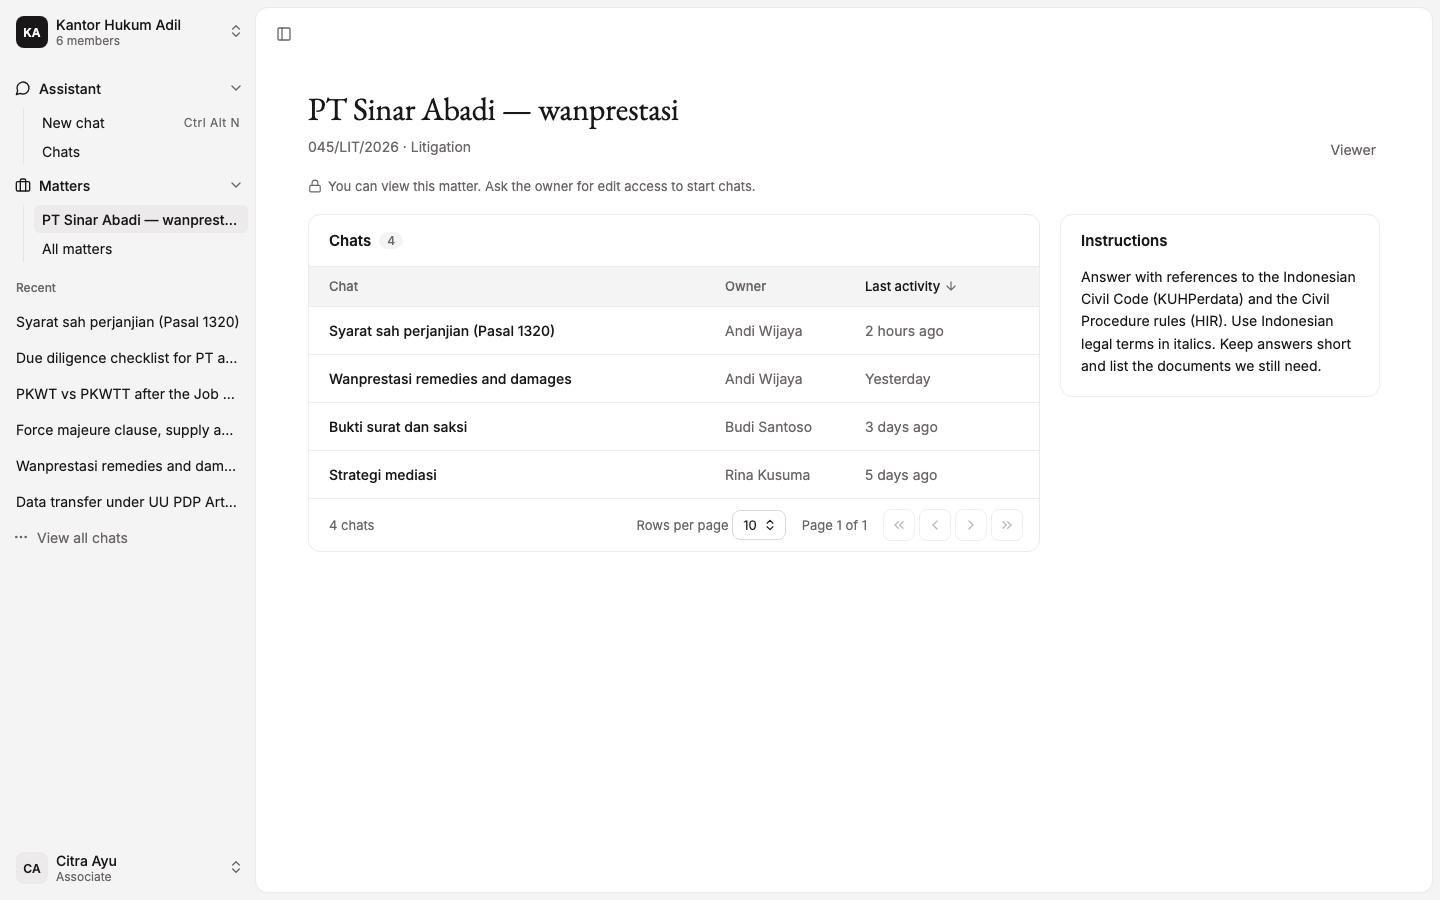 KA
Kantor Hukum Adil
6 members
Assistant
New chat
Ctrl Alt N
Chats
Matters
PT Sinar Abadi — wanprest...
All matters
Recent
Syarat sah perjanjian (Pasal 1320)
Due diligence checklist for PT a...
PKWT vs PKWTT after the Job ...
Force majeure clause, supply a...
Wanprestasi remedies and dam...
Data transfer under UU PDP Art...
View all chats
CA
Citra Ayu
Associate
PT Sinar Abadi — wanprestasi
045/LIT/2026 · Litigation
Viewer
You can view this matter. Ask the owner for edit access to start chats.
Chats 4
Chat Owner Last activity
Syarat sah perjanjian (Pasal 1320) Andi Wijaya 2 hours ago
Wanprestasi remedies and damages Andi Wijaya Yesterday
Bukti surat dan saksi Budi Santoso 3 days ago
Strategi mediasi Rina Kusuma 5 days ago
4 chats Rows per page 10 Page 1 of 1
Instructions
Answer with references to the Indonesian
Civil Code (KUHPerdata) and the Civil
Procedure rules (HIR). Use Indonesian
legal terms in italics. Keep answers short
and list the documents we still need.